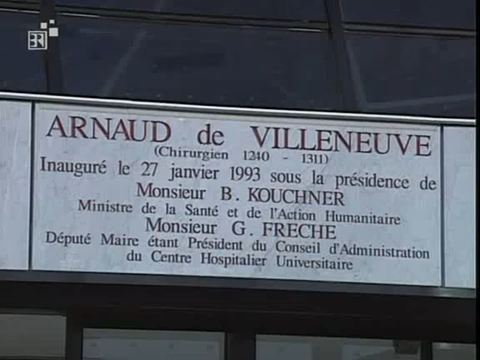 BR
ARNAUD de VILLENEUVE
(Chirurgien 1240 - 1311)
Inauguré le 27 janvier 1993 sous la présidence de
Monsieur B. KOUCHNER
Ministre de la Santé et de l'Action Humanitaire
Monsieur G. FRECHE
Député Maire étant Président du Conseil d'Administration
du Centre Hospitalier Universitaire